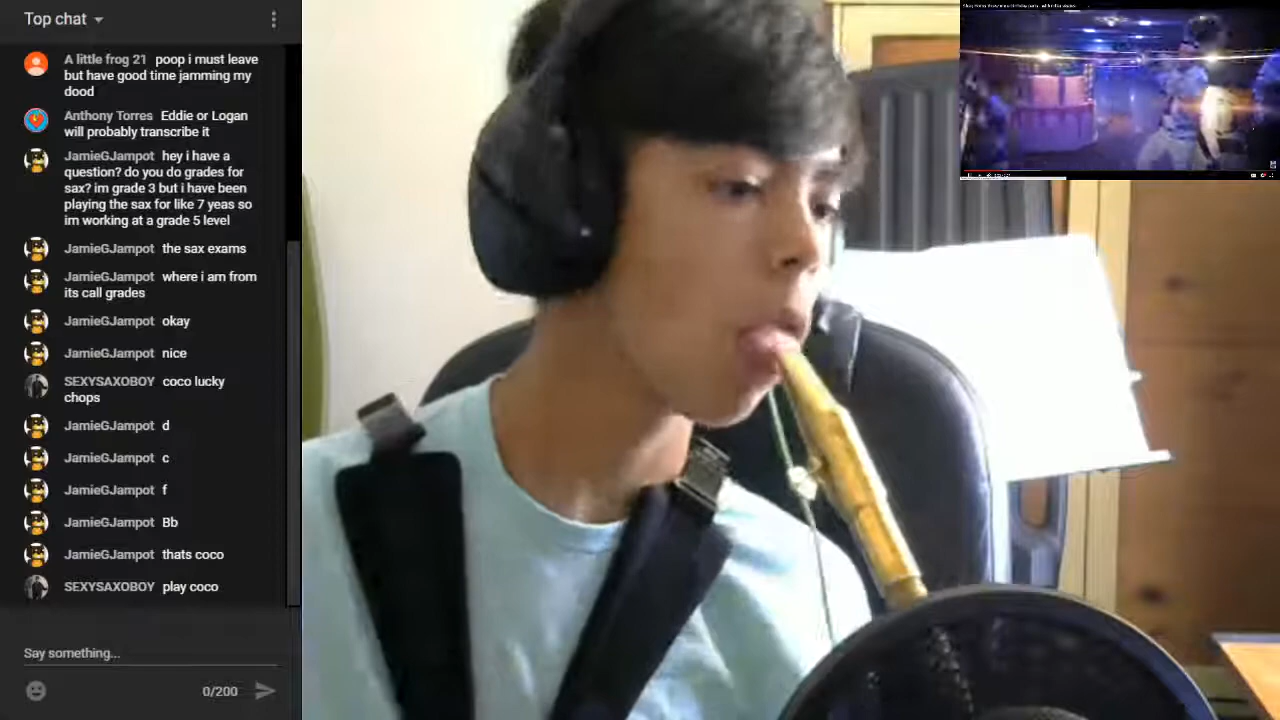 Top chat
A little frog 21 poop i must leave
but have good time jamming my
dood
Anthony Torres Eddie or Logan
will probably transcribe it
JamieGJampot hey i have a
question? do you do grades for
sax? im grade 3 but i have been
playing the sax for like 7 yeas so
im working at a grade 5 level
JamieGJampot the sax exams
JamieGJampot where i am from
its call grades
JamieGJampot okay
JamieGJampot nice
SEXYSAXOBOY coco lucky
chops
JamieGJampot d
JamieGJampot c
JamieGJampot f
JamieGJampot Bb
JamieGJampot thats coco
SEXYSAXOBOY play coco
Say something...
0/200